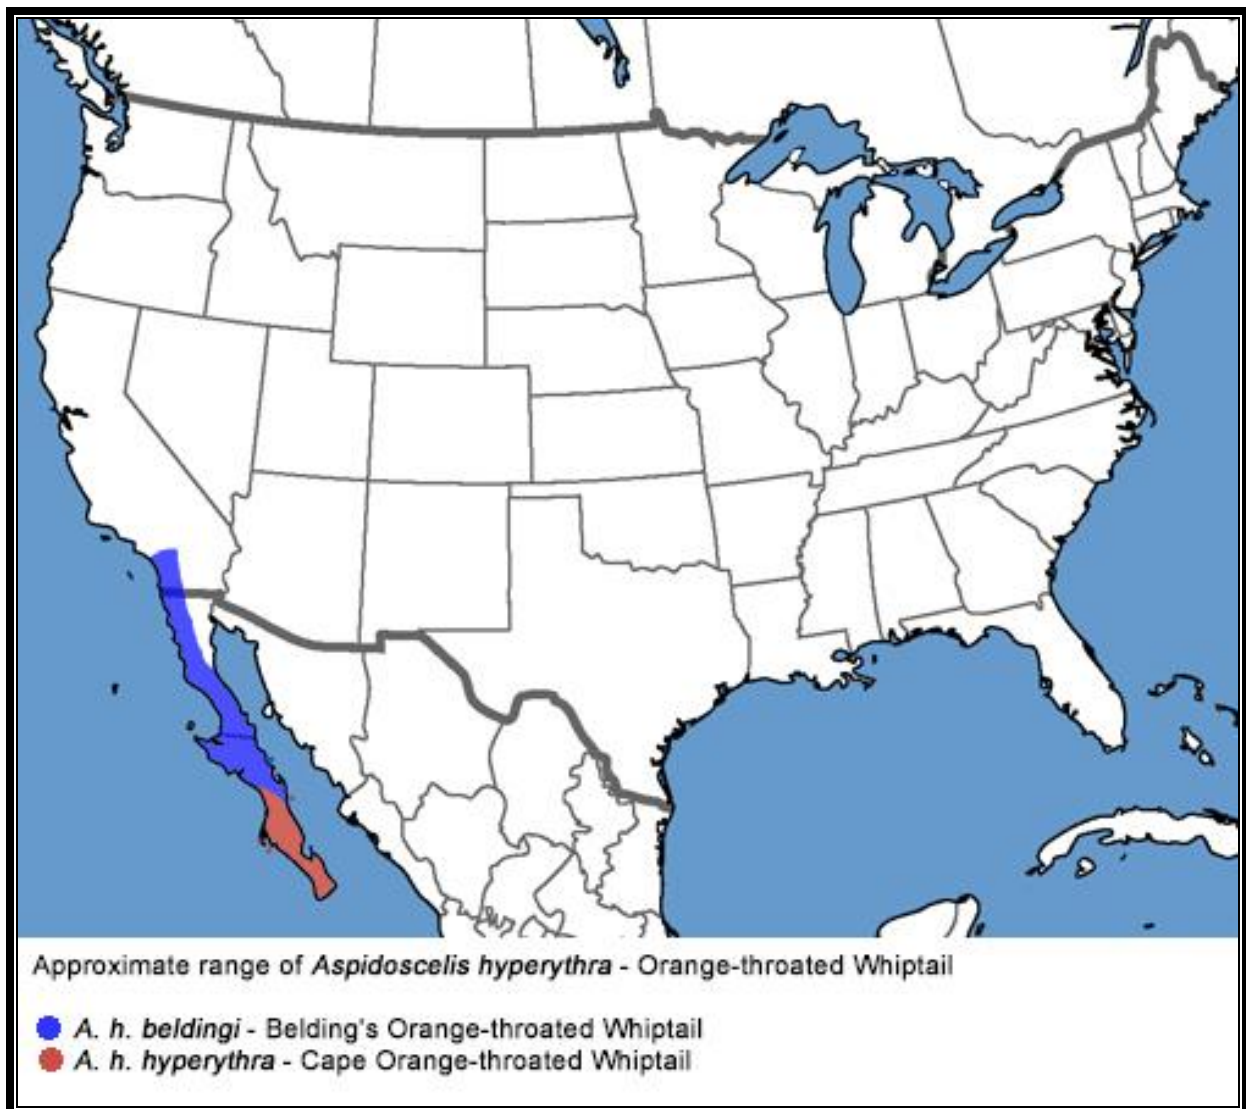 Approximate range of Aspidoscelis hyperythra - Orange-throated Whiptail
A. h. beldingi - Belding's Orange-throated Whiptail
A. h. hyperythra - Cape Orange-throated Whiptail